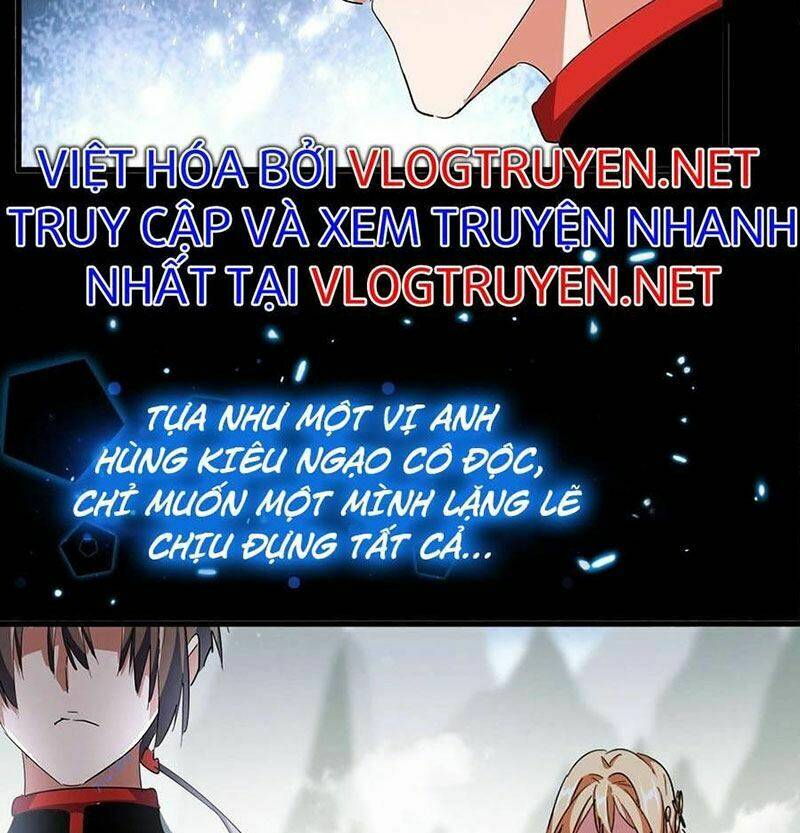 VIỆT HÓA BỞI VLOGTRUYEN.NET
TRUY CẬP VÀ XEM TRUYỆN NHANH
NHẤT TẠI VLOGTRUYEN.NET
TỰA NHƯ MỘT VỊ ANH
HÙNG KIÊU NGẠO CÔ ĐỘC,
CHỈ MUỐN MỘT MÌNH LẶNG LẼ
CHỊU ĐỰNG TẤT CẢ...